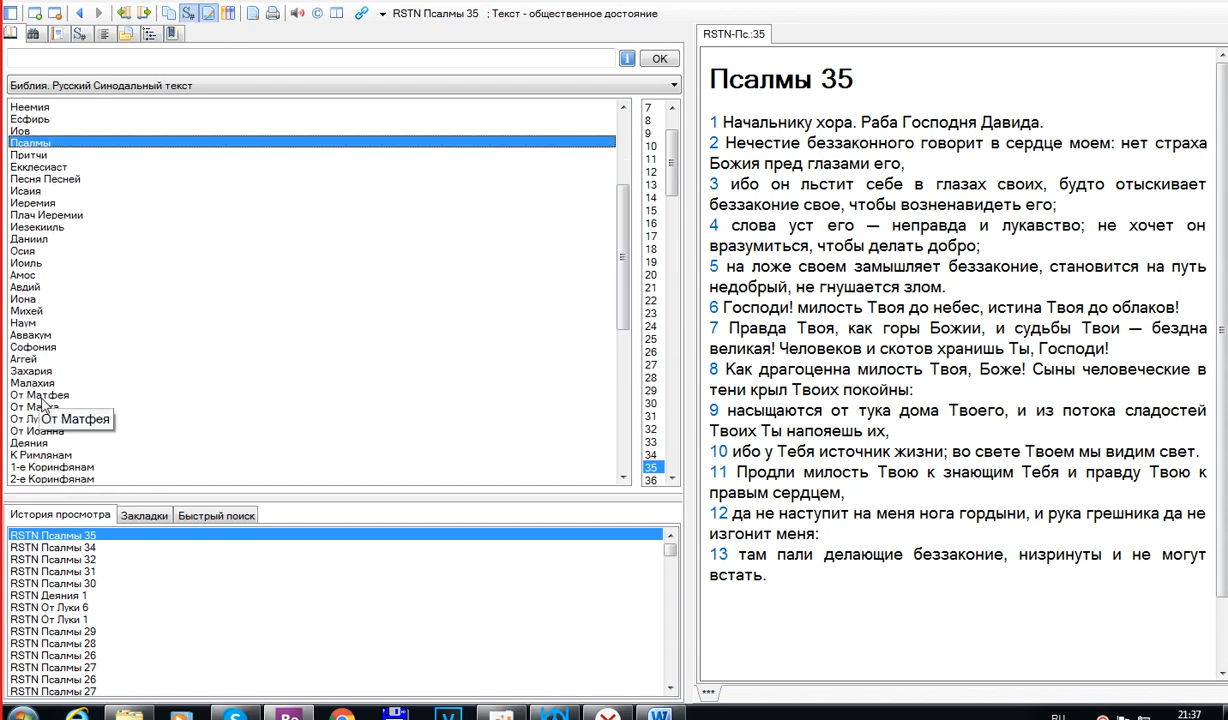 RSTN Псалмы 35 ; Текст - общественное достояние
OK
Библия. Русский Синодальный текст
Неемия
Есфирь
Иов
Псалмы
Притчи
Екклесиаст
Песня Песней
Исаия
Иеремия
Плач Иеремии
Иезекииль
Даниил
Осия
Иоиль
Амос
Авдий
Иона
Михей
Наум
Аввакум
Софония
Аггей
Захария
Малахия
От Матфея
От Матфея
От Иоанна
Деяния
К Римлянам
1-е Коринфянам
2-е Коринфянам
7
8
9
10
11
12
13
14
15
16
17
18
19
20
21
22
23
24
25
26
27
28
29
30
31
32
33
34
35
36
История просмотра
Закладки
Быстрый поиск
RSTN Псалмы 35
RSTN Псалмы 34
RSTN Псалмы 32
RSTN Псалмы 31
RSTN Псалмы 30
RSTN Деяния 1
RSTN От Луки 6
RSTN От Луки 1
RSTN Псалмы 29
RSTN Псалмы 28
RSTN Псалмы 26
RSTN Псалмы 27
RSTN Псалмы 26
RSTN Псалмы 27
RSTN-Пс.:35
Псалмы 35
1 Начальнику хора. Раба Господня Давида.
2 Нечестие беззаконного говорит в сердце моем: нет страха
Божия пред глазами его,
3 ибо он льстит себе в глазах своих, будто отыскивает
беззаконие свое, чтобы возненавидеть его;
4 слова уст его — неправда и лукавство; не хочет он
вразумиться, чтобы делать добро;
5 на ложе своем замышляет беззаконие, становится на путь
недобрый, не гнушается злом.
6 Господи! милость Твоя до небес, истина Твоя до облаков!
7 Правда Твоя, как горы Божии, и судьбы Твои — бездна
великая! Человеков и скотов хранишь Ты, Господи!
8 Как драгоценна милость Твоя, Боже! Сыны человеческие в
тени крыл Твоих покойны:
9 насыщаются от тука дома Твоего, и из потока сладостей
Твоих Ты напояешь их,
10 ибо у Тебя источник жизни; во свете Твоем мы видим свет.
11 Продли милость Твою к знающим Тебя и правду Твою к
правым сердцем,
12 да не наступит на меня нога гордыни, и рука грешника да не
изгонит меня:
13 там пали делающие беззаконие, низринуты и не могут
встать.
***
RU
21:37